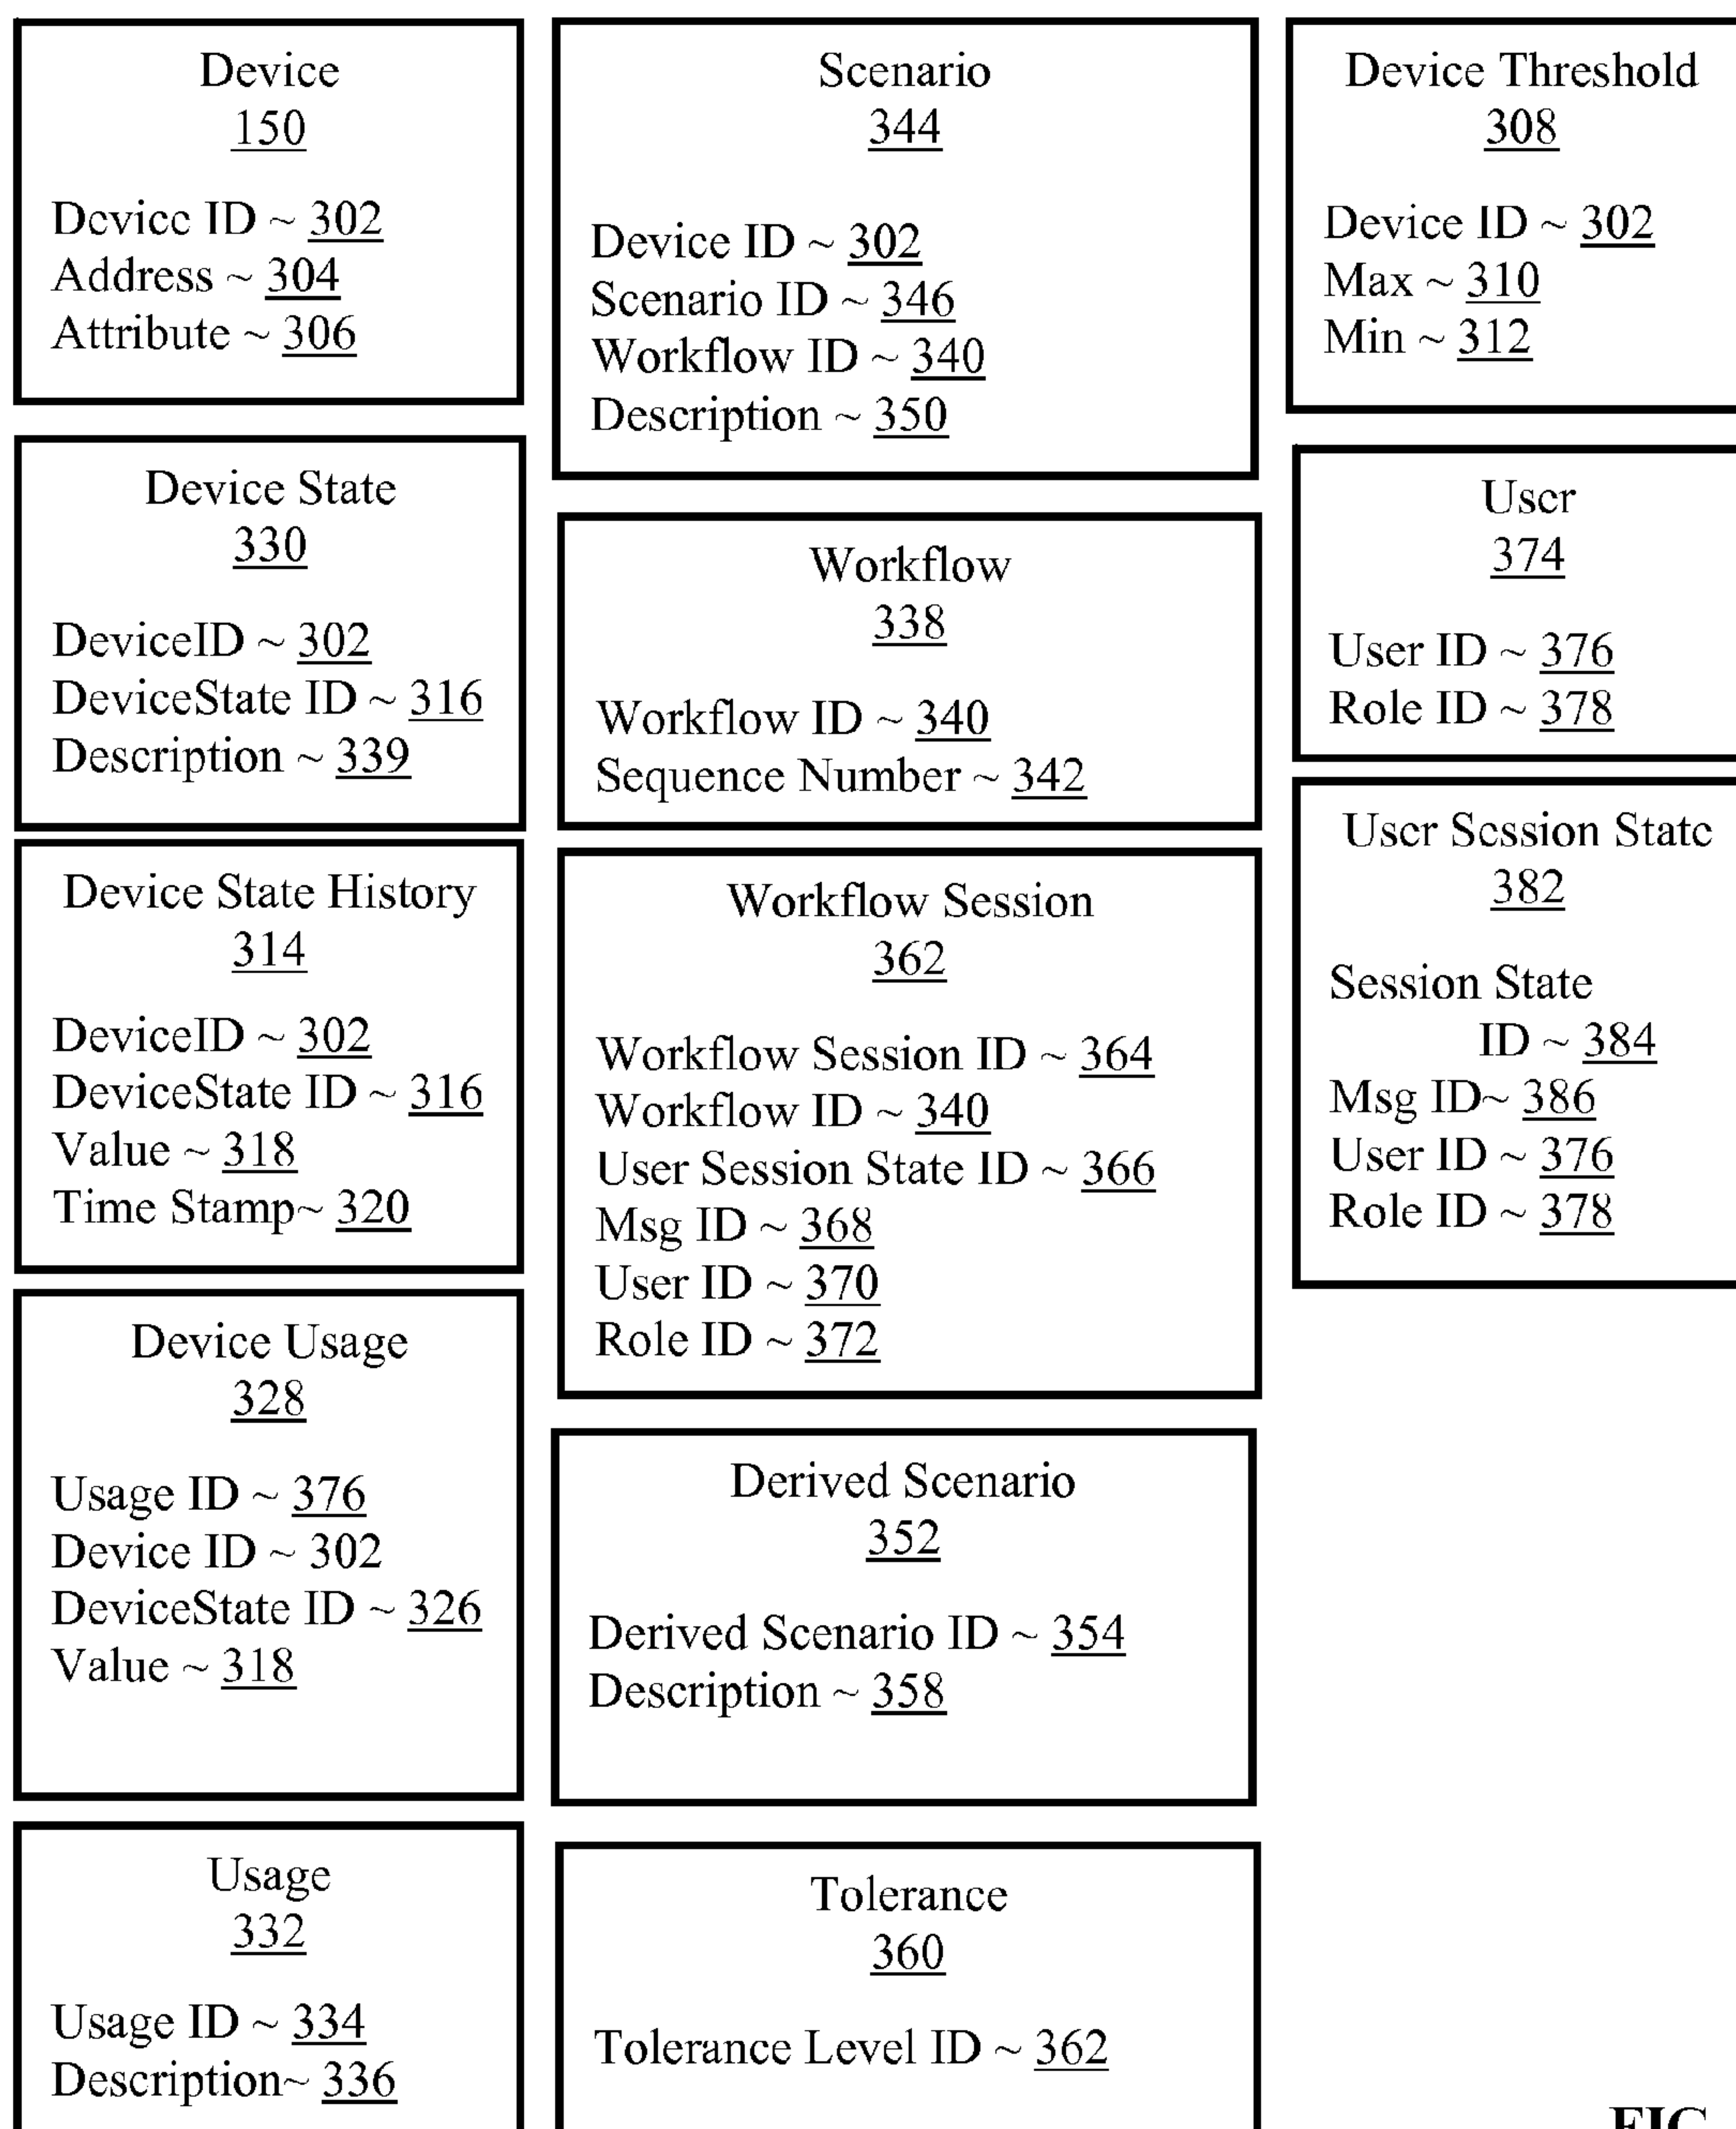 Device
150
Device ID ~ 302
Address ~ 304
Attribute ~ 306
Device State
330
DeviceID ~ 302
DeviceState ID ~ 316
Description ~ 339
Device State History
314
DeviceID ~ 302
DeviceState ID ~ 316
Value ~ 318
Time Stamp~ 320
Device Usage
328
Usage ID ~ 376
Device ID ~ 302
DeviceState ID ~ 326
Value ~ 318
Usage
332
Usage ID ~ 334
Description~ 336
Scenario
344
Device ID ~ 302
Scenario ID ~ 346
Workflow ID ~ 340
Description ~ 350
Workflow
338
Workflow ID ~ 340
Sequence Number ~ 342
Workflow Session
362
Workflow Session ID ~ 364
Workflow ID ~ 340
User Session State ID ~ 366
Msg ID ~ 368
User ID ~ 370
Role ID ~ 372
Derived Scenario
352
Derived Scenario ID ~ 354
Description ~ 358
Tolerance
360
Tolerance Level ID ~ 362
Device Threshold
308
Device ID ~ 302
Max ~ 310
Min ~ 312
User
374
User ID ~ 376
Role ID ~ 378
User Session State
382
Session State
ID ~ 384
Msg ID~ 386
User ID ~ 376
Role ID ~ 378
FIG